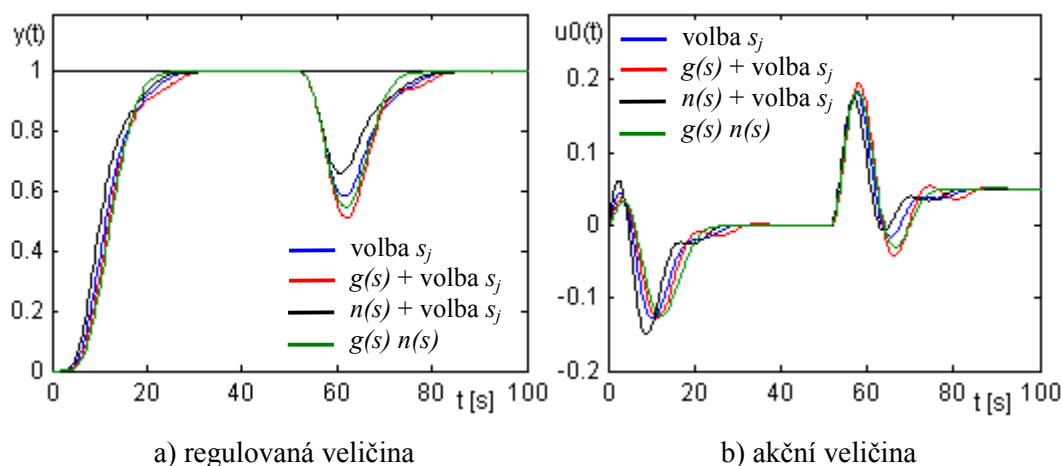 y(t)
1
0.8
0.6
0.4
0.2
0
0 20 40 60 80 100
t [s]
volba sj
g(s) + volba sj
n(s) + volba sj
g(s) n(s)
a) regulovaná veličina
u0(t)
0.2
0.1
0
-0.1
-0.2
0 20 40 60 80 100
t [s]
volba sj
g(s) + volba sj
n(s) + volba sj
g(s) n(s)
b) akční veličina